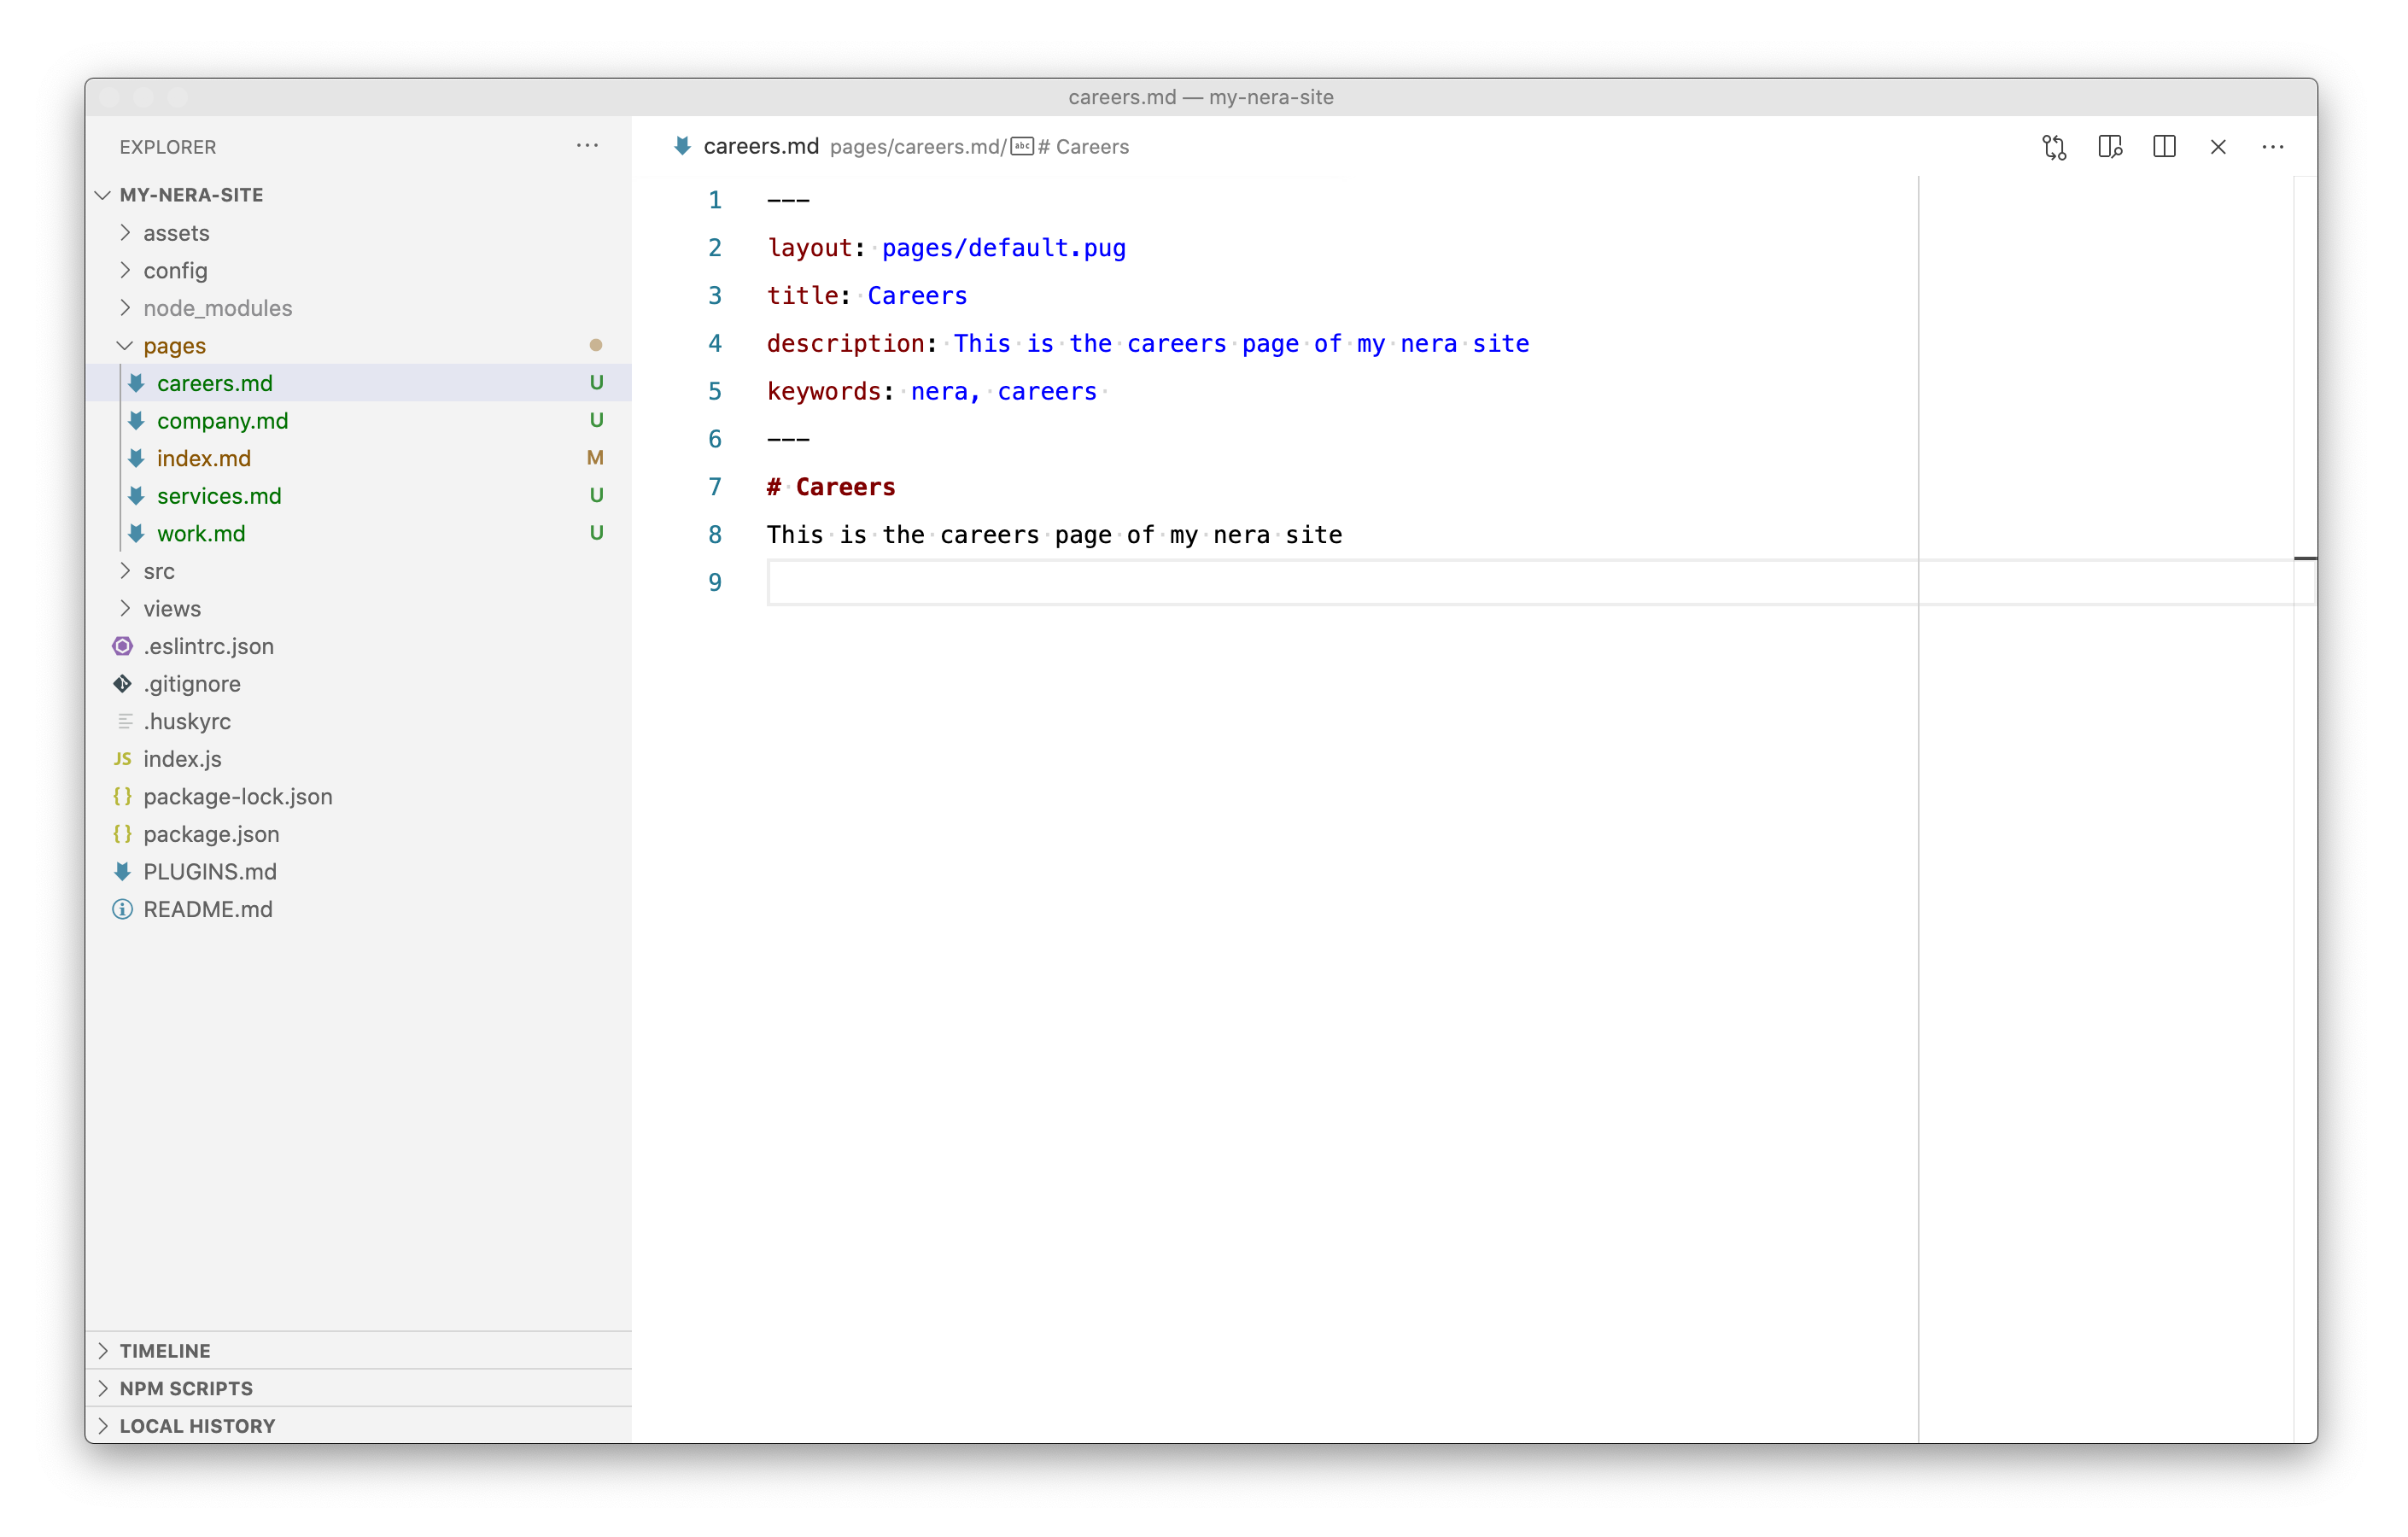 careers.md — my-nera-site
EXPLORER
MY-NERA-SITE
assets
config
node_modules
pages
careers.md U
company.md U
index.md M
services.md U
work.md U
src
views
.eslintrc.json
.gitignore
.huskyrc
JS index.js
{} package-lock.json
{} package.json
PLUGINS.md
README.md
TIMELINE
NPM SCRIPTS
LOCAL HISTORY
careers.md pages/careers.md/ abc # Careers
1 ---
2 layout: pages/default.pug
3 title: Careers
4 description: This is the careers page of my nera site
5 keywords: nera, careers
6 ---
7 # Careers
8 This is the careers page of my nera site
9